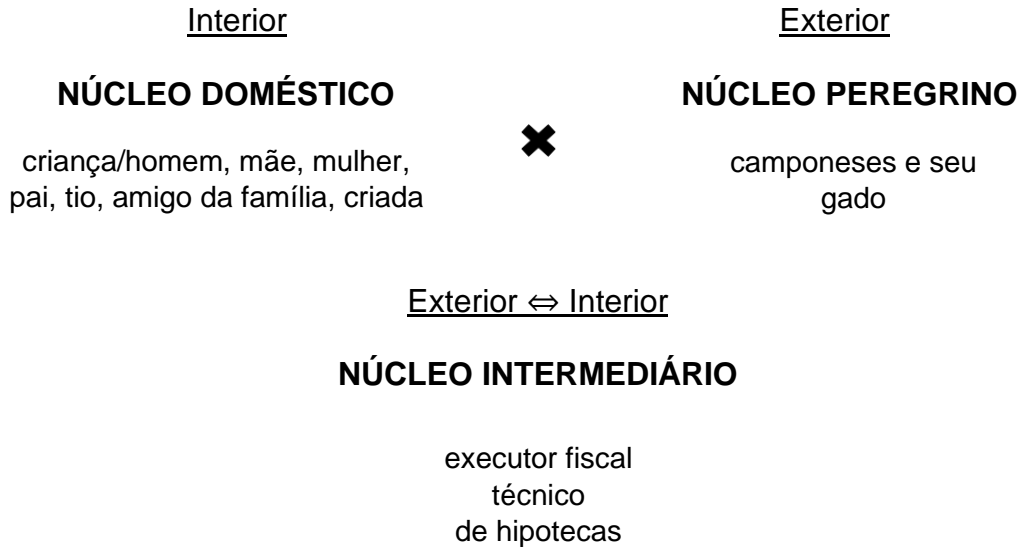 Interior
Exterior
NÚCLEO DOMÉSTICO
NÚCLEO PEREGRINO
✖
criança/homem, mãe, mulher,
pai, tio, amigo da família, criada
camponeses e seu
gado
Exterior ⇔ Interior
NÚCLEO INTERMEDIÁRIO
executor fiscal
técnico
de hipotecas